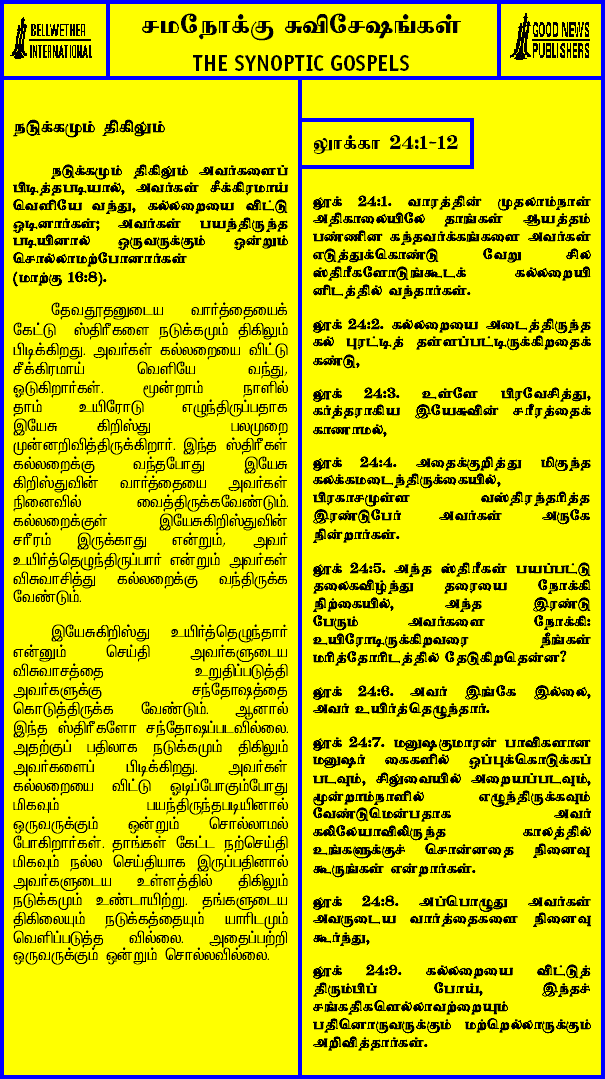 BELLWETHER
INTERNATIONAL
சமநோக்கு சுவிசேஷங்கள்
THE SYNOPTIC GOSPELS
GOOD NEWS
PUBLISHERS
நடுக்கமும் திகிலும்
நடுக்கமும் திகிலும் அவர்களைப்
பிடித்தபடியால், அவர்கள் சீக்கிரமாய்
வெளியே வந்து, கல்லறையை விட்டு
ஓடினார்கள்; அவர்கள் பயந்திருந்த
படியினால் ஒருவருக்கும் ஒன்றும்
சொல்லாமற்போனார்கள்
(மாற்கு 16:8).
தேவதூதனுடைய வார்த்தையைக்
கேட்டு ஸ்திரீகளை நடுக்கமும் திகிலும்
பிடிக்கிறது. அவர்கள் கல்லறையை விட்டு
சீக்கிரமாய் வெளியே வந்து,
ஓடுகிறார்கள். மூன்றாம் நாளில்
தாம் உயிரோடு எழுந்திருப்பதாக
இயேசு கிறிஸ்து பலமுறை
முன்னறிவித்திருக்கிறார். இந்த ஸ்திரீகள்
கல்லறைக்கு வந்தபோது இயேசு
கிறிஸ்துவின் வார்த்தையை அவர்கள்
நினைவில் வைத்திருக்கவேண்டும்.
கல்லறைக்குள் இயேசுகிறிஸ்துவின்
சரீரம் இருக்காது என்றும், அவர்
உயிர்த்தெழுந்திருப்பார் என்றும் அவர்கள்
விசுவாசித்து கல்லறைக்கு வந்திருக்க
வேண்டும்.
இயேசுகிறிஸ்து உயிர்த்தெழுந்தார்
என்னும் செய்தி அவர்களுடைய
விசுவாசத்தை உறுதிப்படுத்தி
அவர்களுக்கு சந்தோஷத்தை
கொடுத்திருக்க வேண்டும். ஆனால்
இந்த ஸ்திரீகளோ சந்தோஷப்படவில்லை.
அதற்குப் பதிலாக நடுக்கமும் திகிலும்
அவர்களைப் பிடிக்கிறது. அவர்கள்
கல்லறையை விட்டு ஓடிப்போகும்போது
மிகவும் பயந்திருந்தபடியினால்
ஒருவருக்கும் ஒன்றும் சொல்லாமல்
போகிறார்கள். தாங்கள் கேட்ட நற்செய்தி
மிகவும் நல்ல செய்தியாக இருப்பதினால்
அவர்களுடைய உள்ளத்தில் திகிலும்
நடுக்கமும் உண்டாயிற்று. தங்களுடைய
திகிலையும் நடுக்கத்தையும் யாரிடமும்
வெளிப்படுத்த வில்லை. அதைப்பற்றி
ஒருவருக்கும் ஒன்றும் சொல்லவில்லை.
லூக்கா 24:1-12
லூக் 24:1. வாரத்தின் முதலாம்நாள்
அதிகாலையிலே தாங்கள் ஆயத்தம்
பண்ணின கந்தவர்க்கங்களை அவர்கள்
எடுத்துக்கொண்டு வேறு சில
ஸ்திரீகளோடுங்கூடக் கல்லறையி
னிடத்தில் வந்தார்கள்.
லூக் 24:2. கல்லறையை அடைத்திருந்த
கல் புரட்டித் தள்ளப்பட்டிருக்கிறதைக்
கண்டு,
லூக் 24:3. உள்ளே பிரவேசித்து,
கர்த்தராகிய இயேசுவின் சரீரத்தைக்
காணாமல்,
லூக் 24:4. அதைக்குறித்து மிகுந்த
கலக்கமடைந்திருக்கையில்,
பிரகாசமுள்ள வஸ்திரந்தரித்த
இரண்டுபேர் அவர்கள் அருகே
நின்றார்கள்.
லூக் 24:5. அந்த ஸ்திரீகள் பயப்பட்டு
தலைகவிழ்ந்து தரையை நோக்கி
நிற்கையில், அந்த இரண்டு
பேரும் அவர்களை நோக்கி:
உயிரோடிருக்கிறவரை நீங்கள்
மரித்தோரிடத்தில் தேடுகிறதென்ன?
லூக் 24:6. அவர் இங்கே இல்லை,
அவர் உயிர்த்தெழுந்தார்.
லூக் 24:7. மனுஷகுமாரன் பாவிகளான
மனுஷர் கைகளில் ஒப்புக்கொடுக்கப்
படவும், சிலுவையில் அறையப்படவும்,
மூன்றாம்நாளில் எழுந்திருக்கவும்
வேண்டுமென்பதாக அவர்
கலிலேயாவிலிருந்த காலத்தில்
உங்களுக்குச் சொன்னதை நினைவு
கூருங்கள் என்றார்கள்.
லூக் 24:8. அப்பொழுது அவர்கள்
அவருடைய வார்த்தைகளை நினைவு
கூர்ந்து,
லூக் 24:9. கல்லறையை விட்டுத்
திரும்பிப் போய், இந்தச்
சங்கதிகளெல்லாவற்றையும்
பதினொருவருக்கும் மற்றெல்லாருக்கும்
அறிவித்தார்கள்.